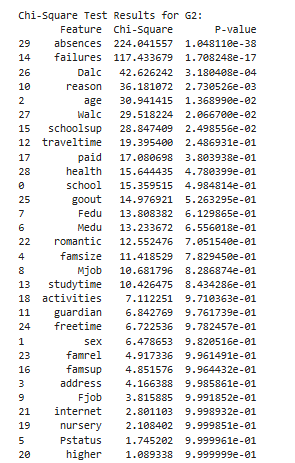 Chi-Square Test Results for G2:
Feature Chi-Square P-value
29 absences 224.041557 1.048110e-38
14 failures 117.433679 1.708248e-17
26 Dalc 42.626242 3.180408e-04
10 reason 36.181072 2.730526e-03
2 age 30.941415 1.368990e-02
27 Walc 29.518224 2.066700e-02
15 schoolsup 28.847409 2.498556e-02
12 traveltime 19.395400 2.486931e-01
17 paid 17.080698 3.803938e-01
28 health 15.644435 4.780399e-01
0 school 15.359515 4.984814e-01
25 goout 14.976921 5.263295e-01
7 Fedu 13.808382 6.129865e-01
6 Medu 13.233672 6.556018e-01
22 romantic 12.552476 7.051540e-01
4 famsize 11.418529 7.829450e-01
8 Mjob 10.681796 8.286874e-01
13 studytime 10.426475 8.434286e-01
18 activities 7.112251 9.710363e-01
11 guardian 6.842769 9.761739e-01
24 freetime 6.722536 9.782457e-01
1 sex 6.478653 9.820516e-01
23 famrel 4.917336 9.961491e-01
16 famsup 4.851576 9.964432e-01
3 address 4.166388 9.985861e-01
9 Fjob 3.815885 9.991852e-01
21 internet 2.801103 9.998932e-01
19 nursery 2.108402 9.999851e-01
5 Pstatus 1.745202 9.999961e-01
20 higher 1.089338 9.999999e-01